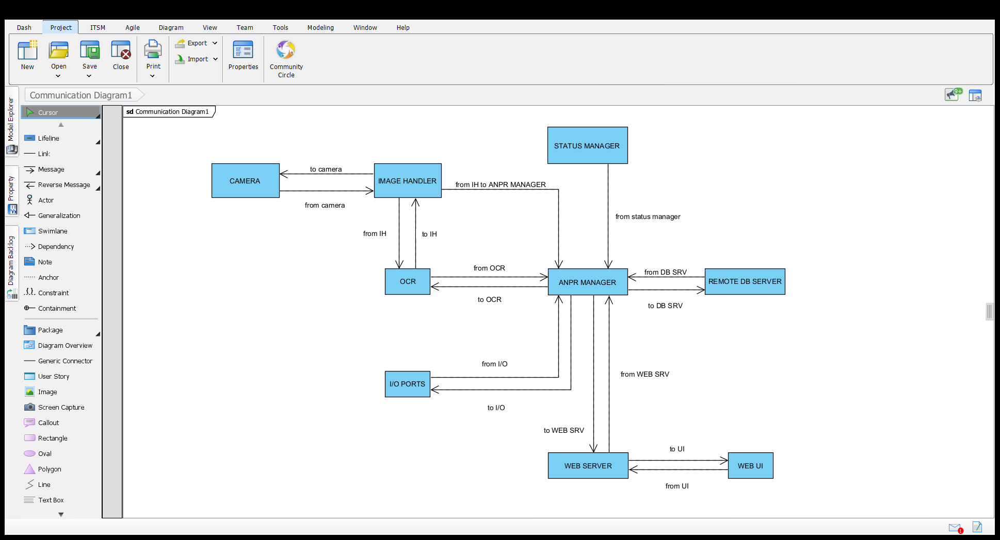 Dash Project ITSM Agile Diagram View Team Tools Modeling Window Help
New Open Save Close Print Export Import Properties Community Circle
Model Explorer
Property
Diagram Backlog
Communication Diagram1
9+
Cursor
Lifeline
Link
Message
Reverse Message
Actor
Generalization
Swimlane
Dependency
Note
Anchor
Constraint
Containment
Package
Diagram Overview
Generic Connector
User Story
Image
Screen Capture
Callout
Rectangle
Oval
Polygon
Line
Text Box
sd Communication Diagram1
STATUS MANAGER
CAMERA
to camera
from camera
IMAGE HANDLER
from IH to ANPR MANAGER
from status manager
from IH
to IH
OCR
from OCR
to OCR
ANPR MANAGER
from DB SRV
to DB SRV
REMOTE DB SERVER
from I/O
I/O PORTS
to I/O
from WEB SRV
to WEB SRV
WEB SERVER
to UI
from UI
WEB UI
1